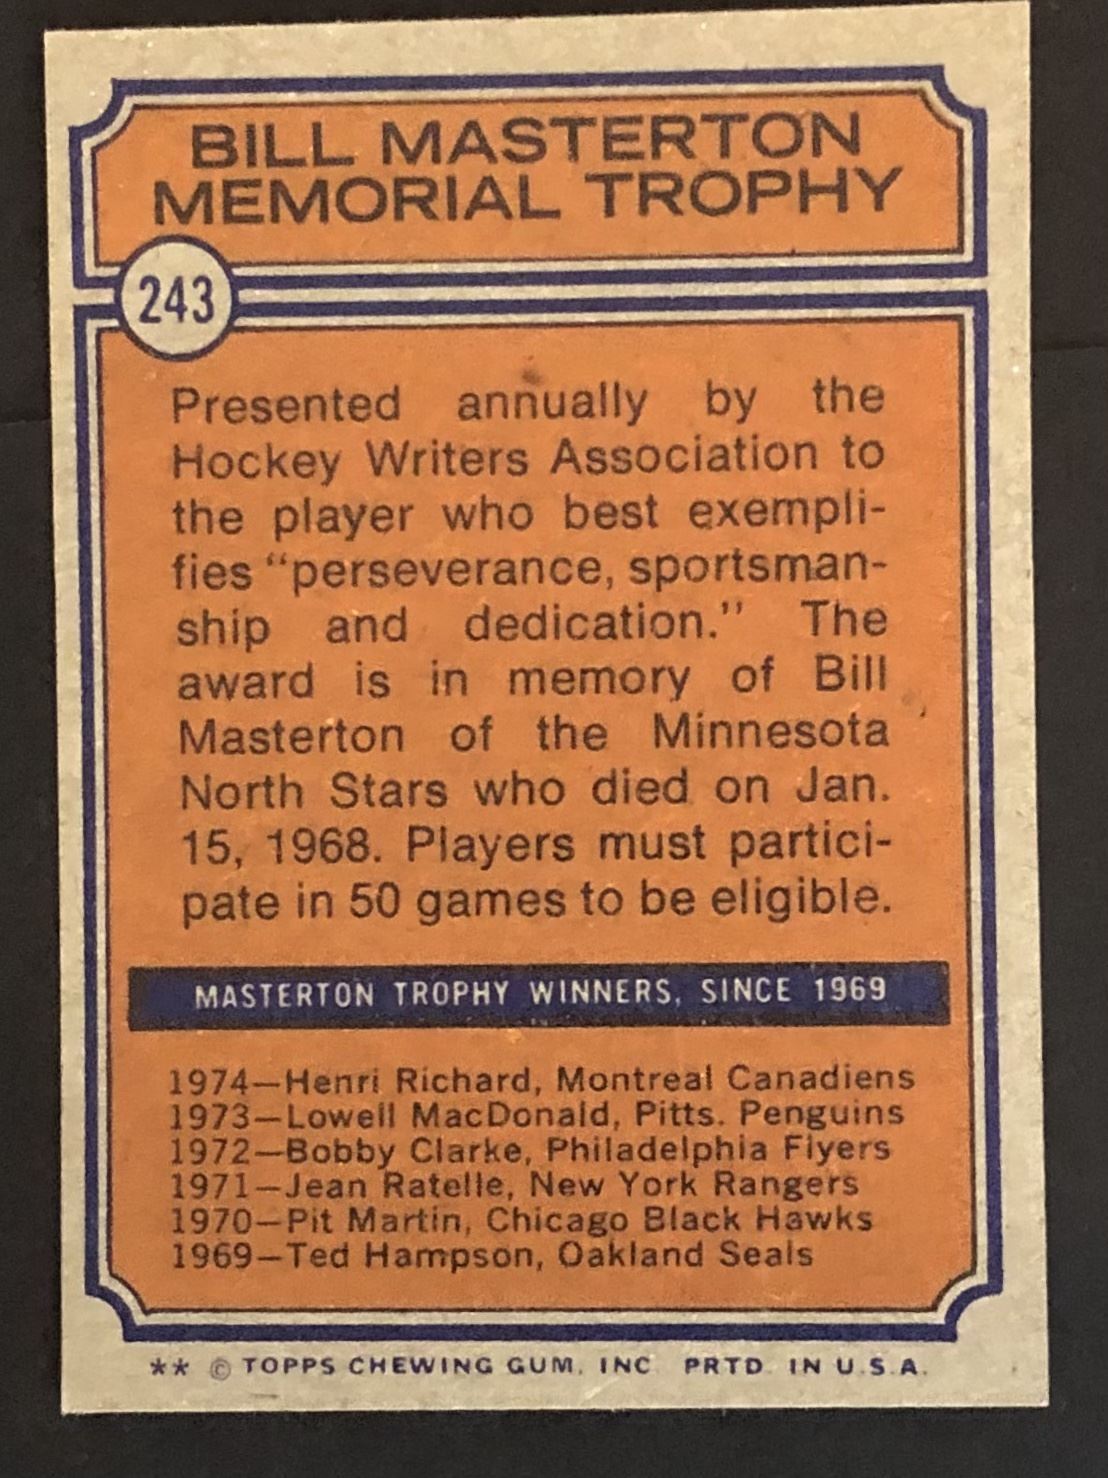 BILL MASTERTON
MEMORIAL TROPHY
243
Presented annually by the
Hockey Writers Association to
the player who best exempli-
fies "perseverance, sportsman-
ship and dedication." The
award is in memory of Bill
Masterton of the Minnesota
North Stars who died on Jan.
15, 1968. Players must partici-
pate in 50 games to be eligible.
MASTERTON TROPHY WINNERS, SINCE 1969
1974—Henri Richard, Montreal Canadiens
1973—Lowell MacDonald, Pitts. Penguins
1972—Bobby Clarke, Philadelphia Flyers
1971—Jean Ratelle, New York Rangers
1970—Pit Martin, Chicago Black Hawks
1969—Ted Hampson, Oakland Seals
** © TOPPS CHEWING GUM, INC. PRTD. IN U.S.A.